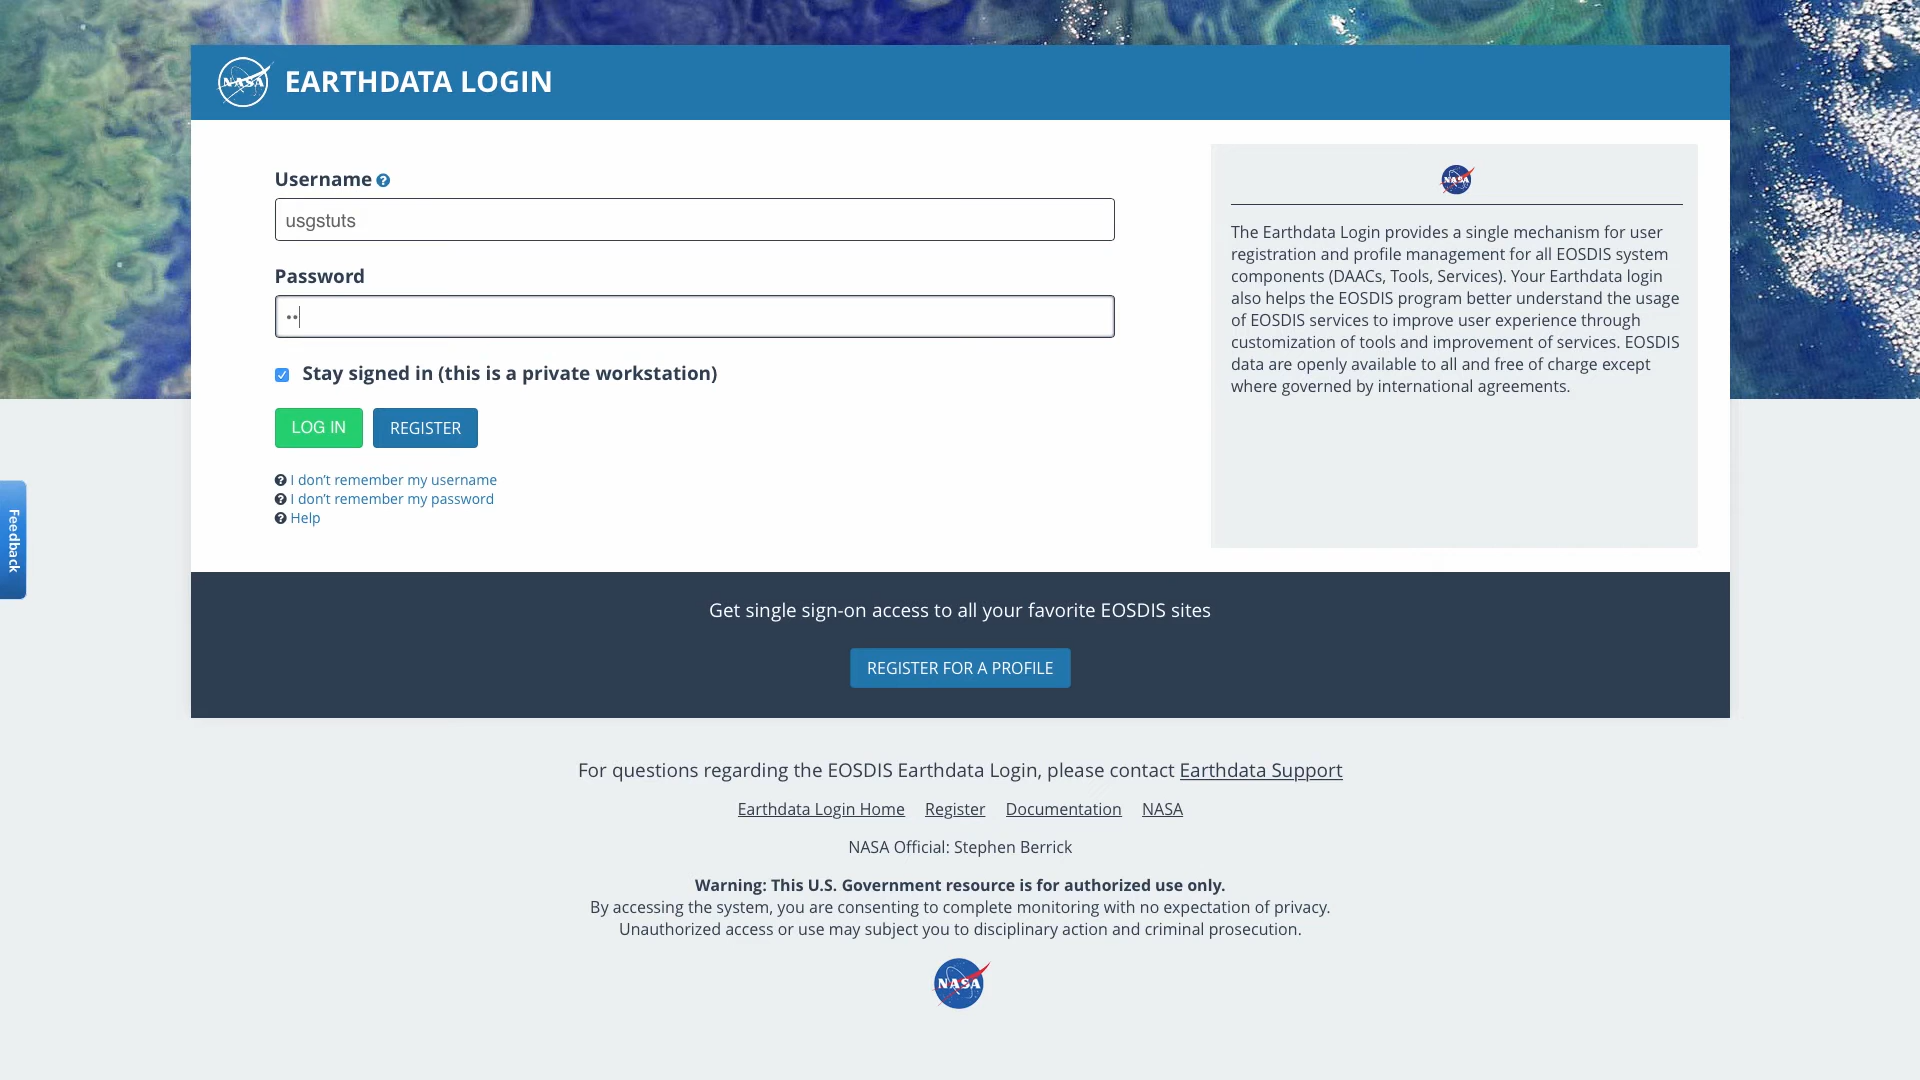 NASA EARTHDATA LOGIN
Username
usgstuts
Password
••
Stay signed in (this is a private workstation)
LOG IN REGISTER
I don't remember my username
I don't remember my password
Help
NASA
The Earthdata Login provides a single mechanism for user
registration and profile management for all EOSDIS system
components (DAACs, Tools, Services). Your Earthdata login
also helps the EOSDIS program better understand the usage
of EOSDIS services to improve user experience through
customization of tools and improvement of services. EOSDIS
data are openly available to all and free of charge except
where governed by international agreements.
Feedback
Get single sign-on access to all your favorite EOSDIS sites
REGISTER FOR A PROFILE
For questions regarding the EOSDIS Earthdata Login, please contact Earthdata Support
Earthdata Login Home Register Documentation NASA
NASA Official: Stephen Berrick
Warning: This U.S. Government resource is for authorized use only.
By accessing the system, you are consenting to complete monitoring with no expectation of privacy.
Unauthorized access or use may subject you to disciplinary action and criminal prosecution.
NASA